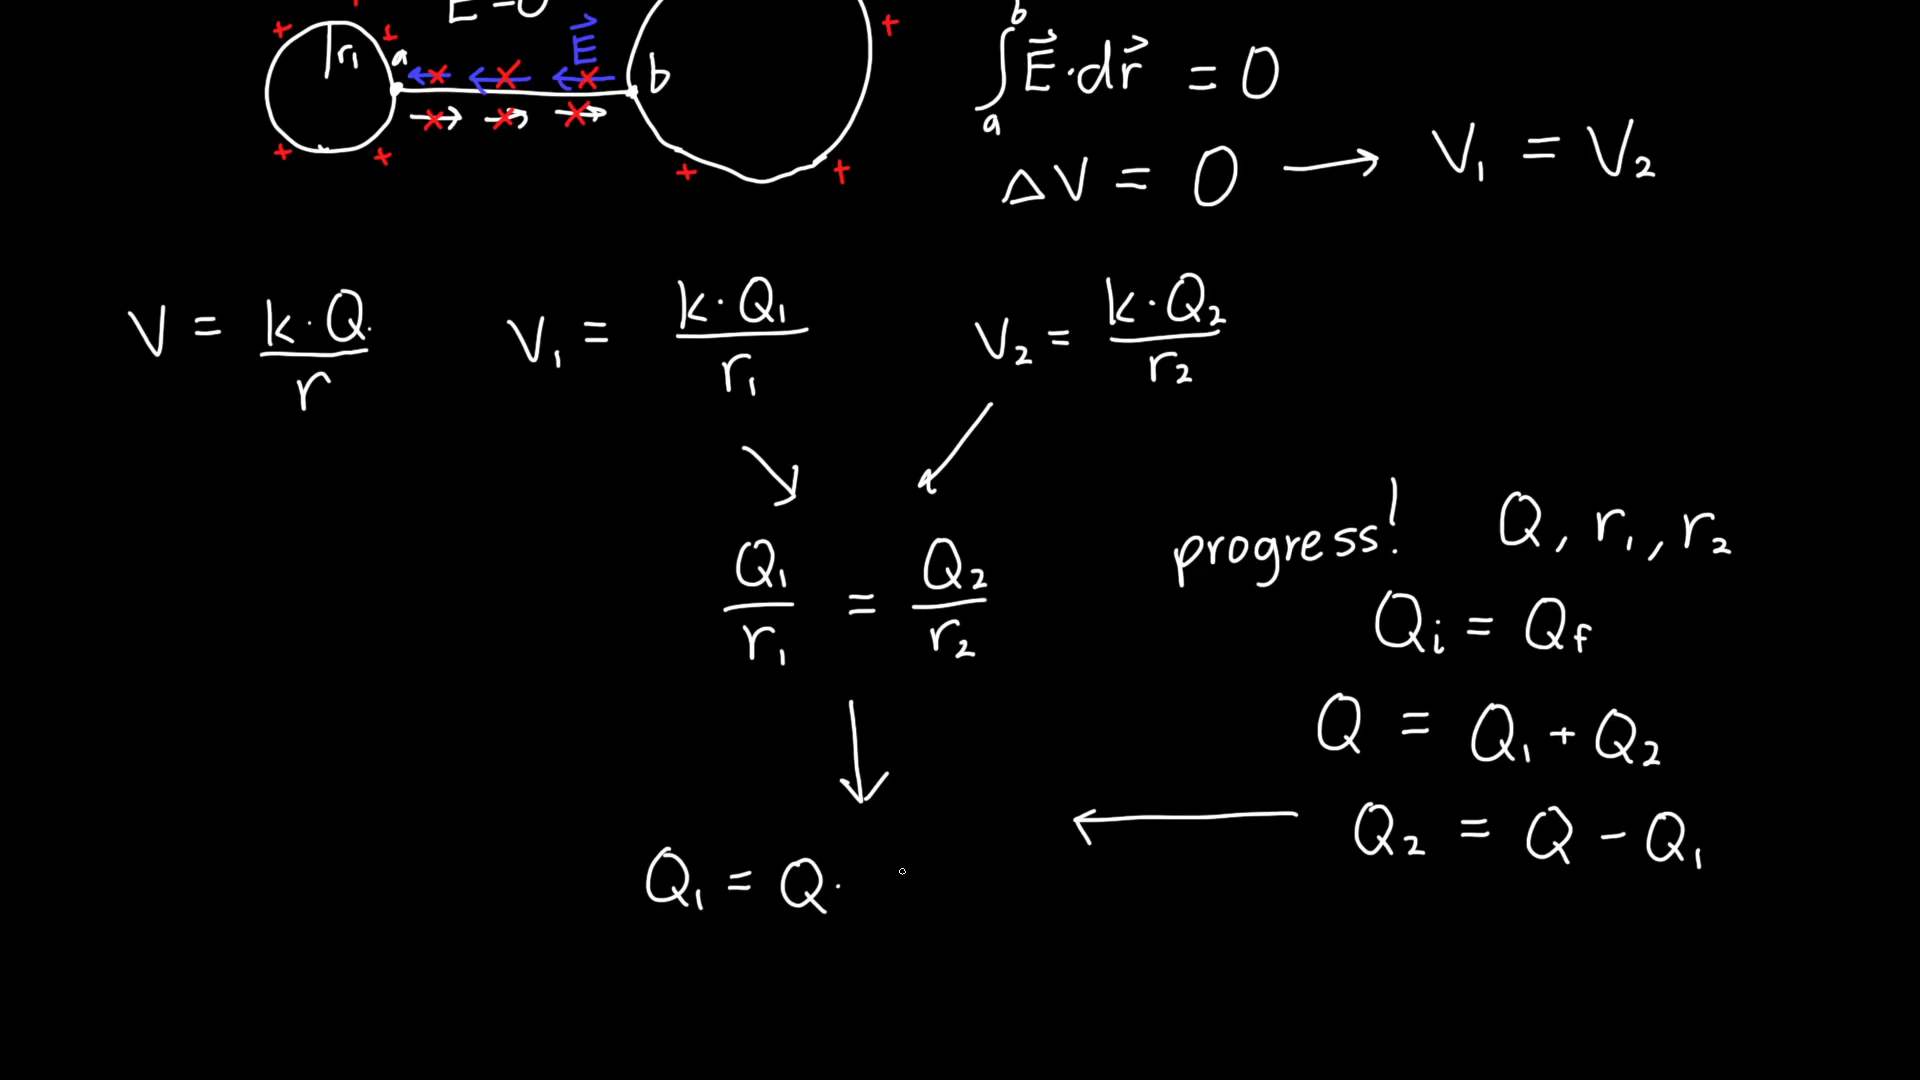 E = 0
r₁ a E⃗ b
∫ₐᵇ E⃗ · dr⃗ = 0
ΔV = 0 → V₁ = V₂
V = k · Q / r   V₁ = k · Q₁ / r₁   V₂ = k · Q₂ / r₂
Q₁ / r₁ = Q₂ / r₂
progress! Q, r₁, r₂
Qi = Qf
Q = Q₁ + Q₂
Q₂ = Q - Q₁
Q₁ = Q ·